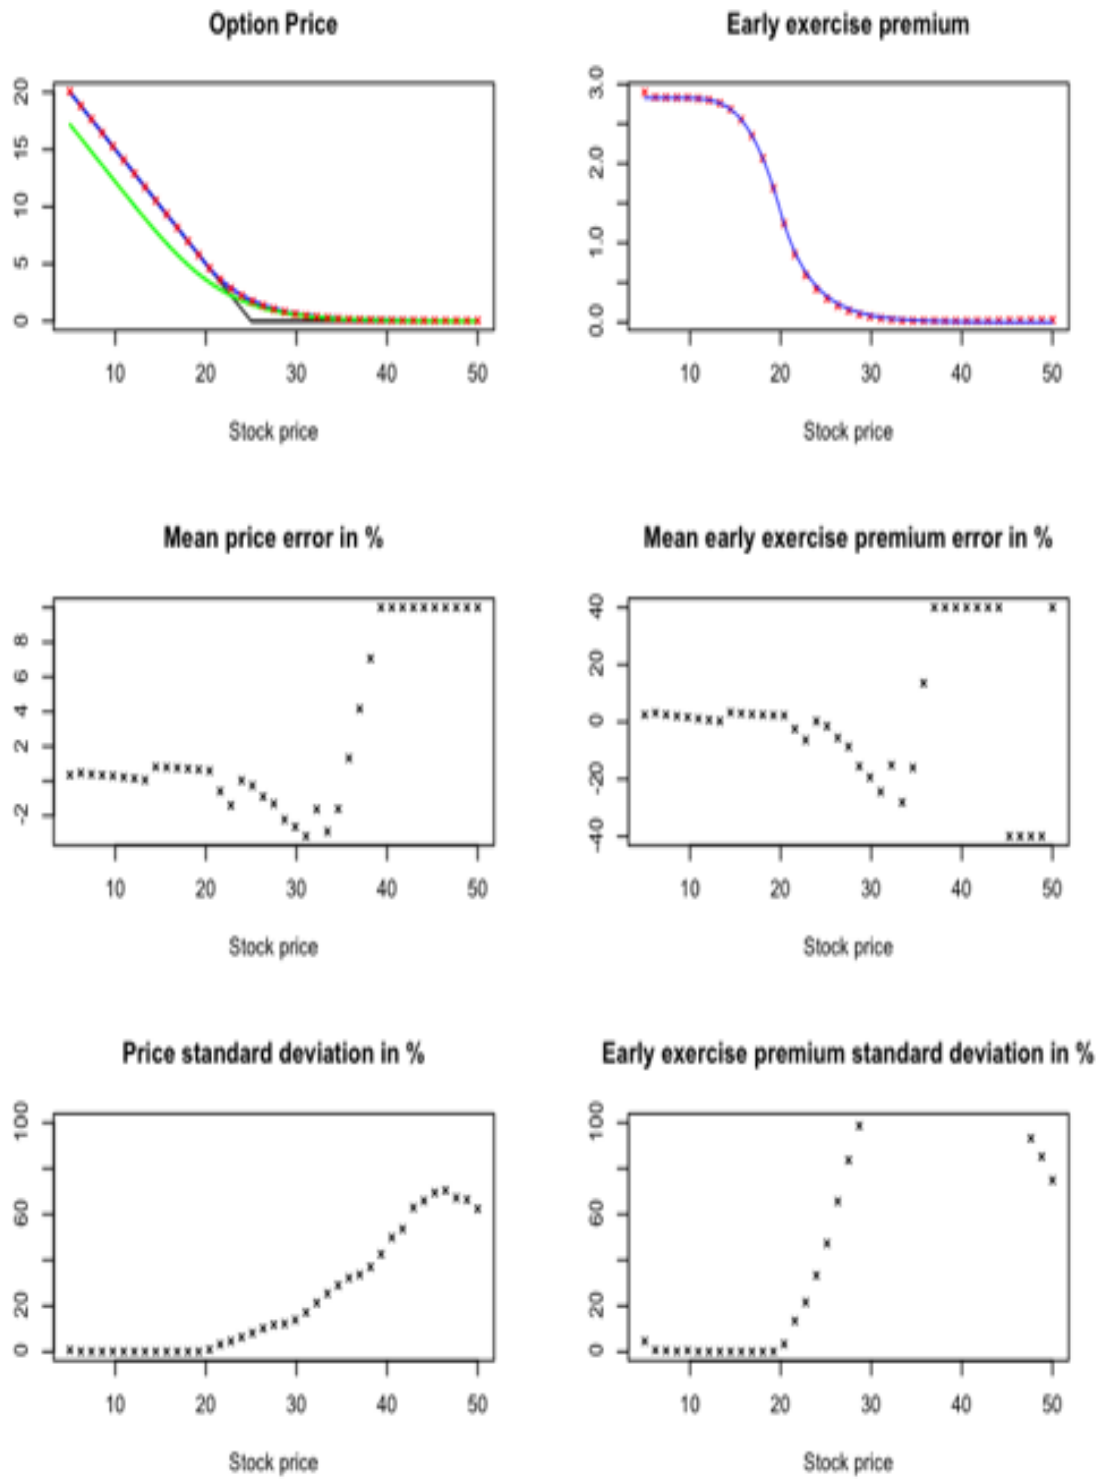 Option Price
20
15
10
5
0
10 20 30 40 50
Stock price
Early exercise premium
3.0
2.0
1.0
0.0
10 20 30 40 50
Stock price
Mean price error in %
8
6
4
2
-2
10 20 30 40 50
Stock price
Mean early exercise premium error in %
40
20
0
-20
-40
10 20 30 40 50
Stock price
Price standard deviation in %
100
60
20
0
10 20 30 40 50
Stock price
Early exercise premium standard deviation in %
100
60
20
0
10 20 30 40 50
Stock price